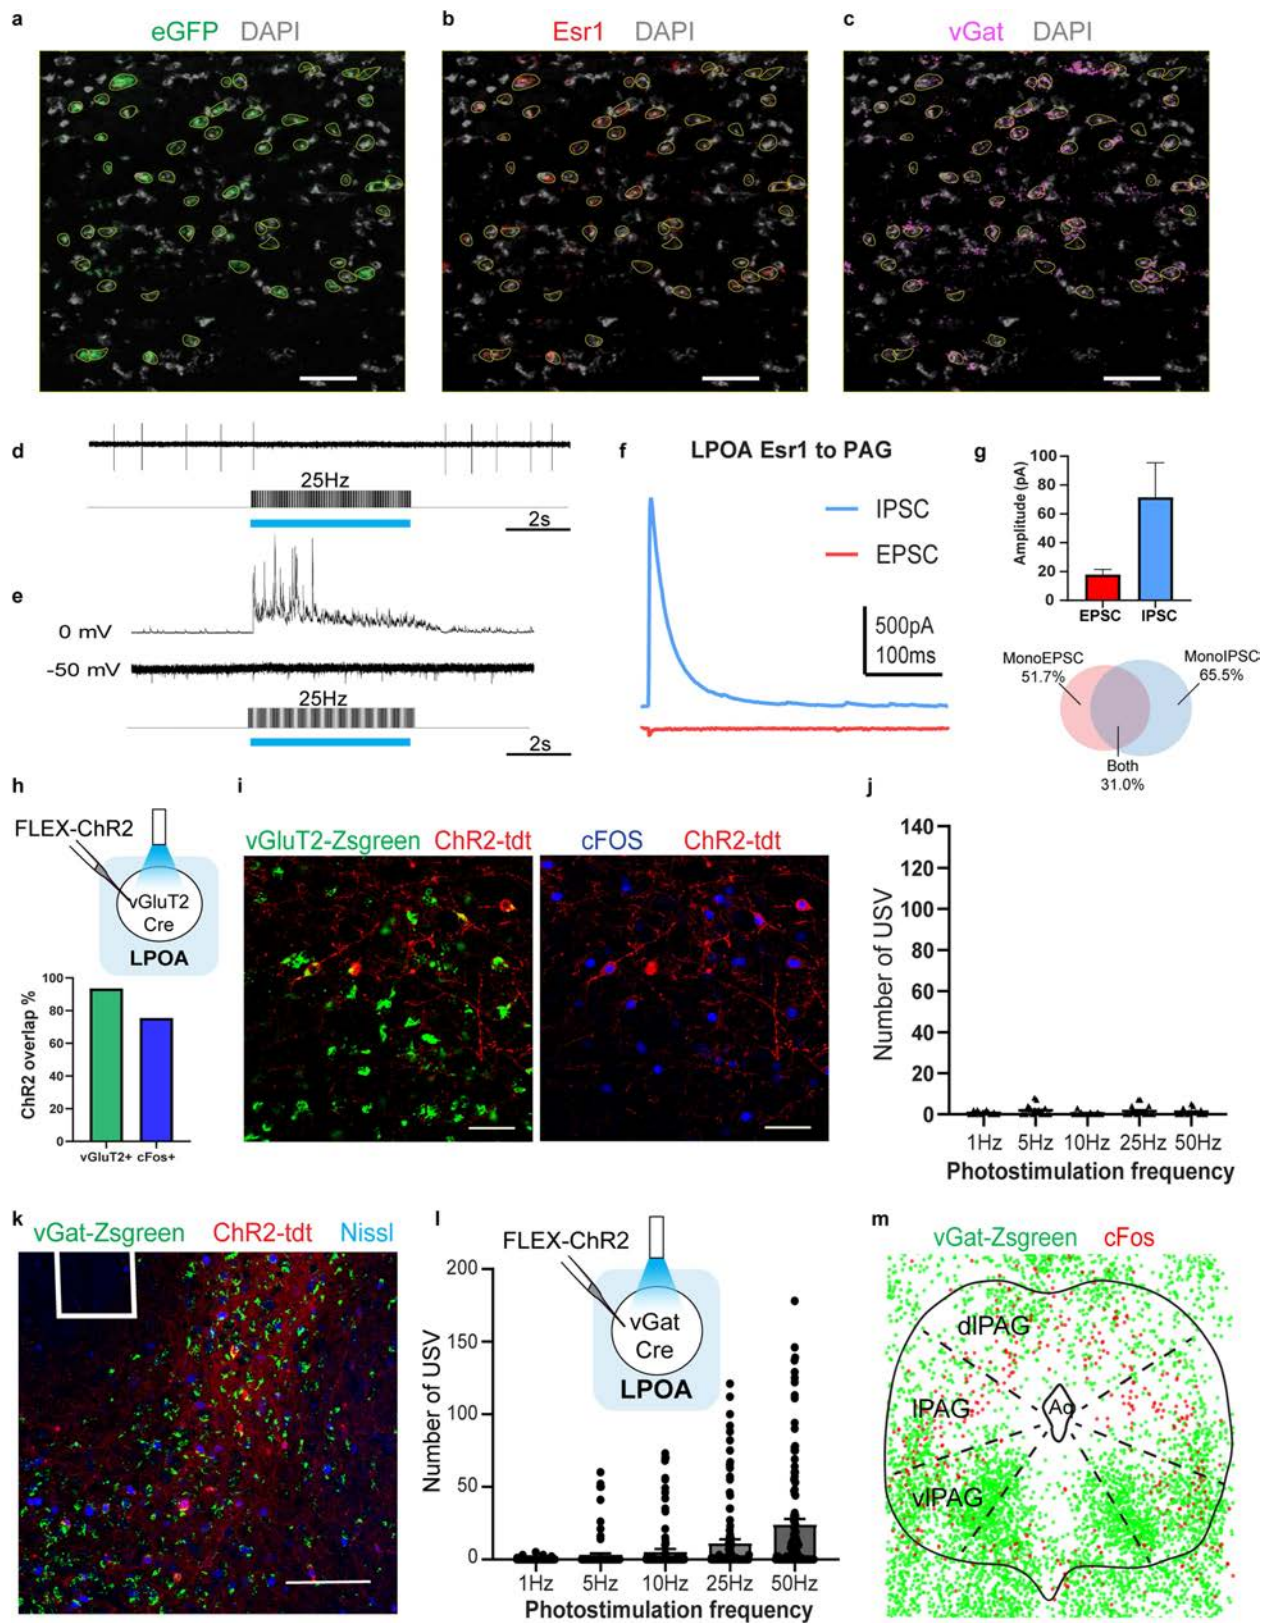 a
b
c
eGFP DAPI
Esr1 DAPI
vGat DAPI
d
25Hz
2s
e
0 mV
-50 mV
25Hz
2s
f
LPOA Esr1 to PAG
IPSC
EPSC
500pA
100ms
g
Amplitude (pA)
100
80
60
40
20
0
EPSC
IPSC
MonoEPSC
51.7%
MonoIPSC
65.5%
Both
31.0%
h
FLEX-ChR2
vGluT2
Cre
LPOA
ChR2 overlap %
100
80
60
40
20
0
vGluT2+ cFos+
i
vGluT2-Zsgreen ChR2-tdt
cFOS ChR2-tdt
j
Number of USV
140
120
100
80
60
40
20
0
1Hz 5Hz 10Hz 25Hz 50Hz
Photostimulation frequency
k
vGat-Zsgreen ChR2-tdt Nissl
l
FLEX-ChR2
vGat
Cre
LPOA
Number of USV
200
150
100
50
0
1Hz 5Hz 10Hz 25Hz 50Hz
Photostimulation frequency
m
vGat-Zsgreen cFos
dlPAG
lPAG
Aq
vlPAG